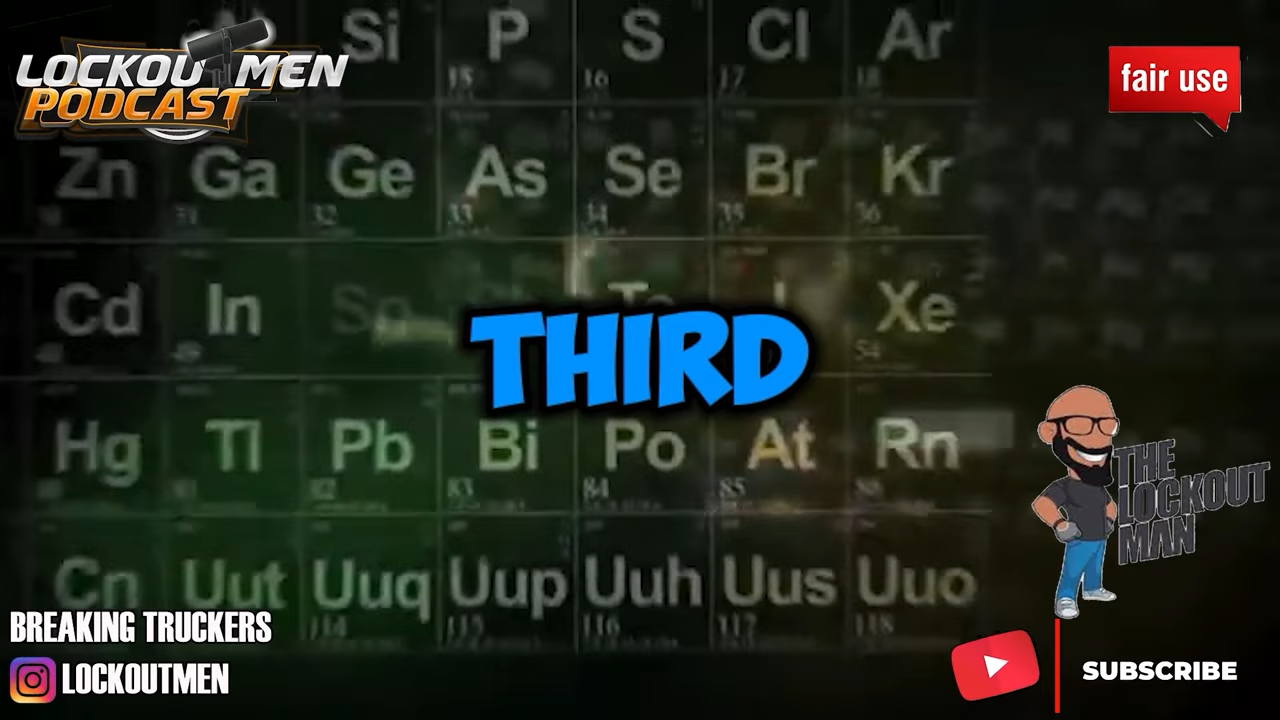 LOCKOU MEN
PODCAST
fair use
Si P S Cl Ar
15 16 17 18
Zn Ga Ge As Se Br Kr
31 32 33 34 35 36
Cd In Xe
54
THIRD
Hg Tl Pb Bi Po At Rn
83 84 85 86
Cn Uut Uuq Uup Uuh Uus Uuo
114 115 116 117 118
THE
LOCKOUT
MAN
BREAKING TRUCKERS
LOCKOUTMEN
SUBSCRIBE